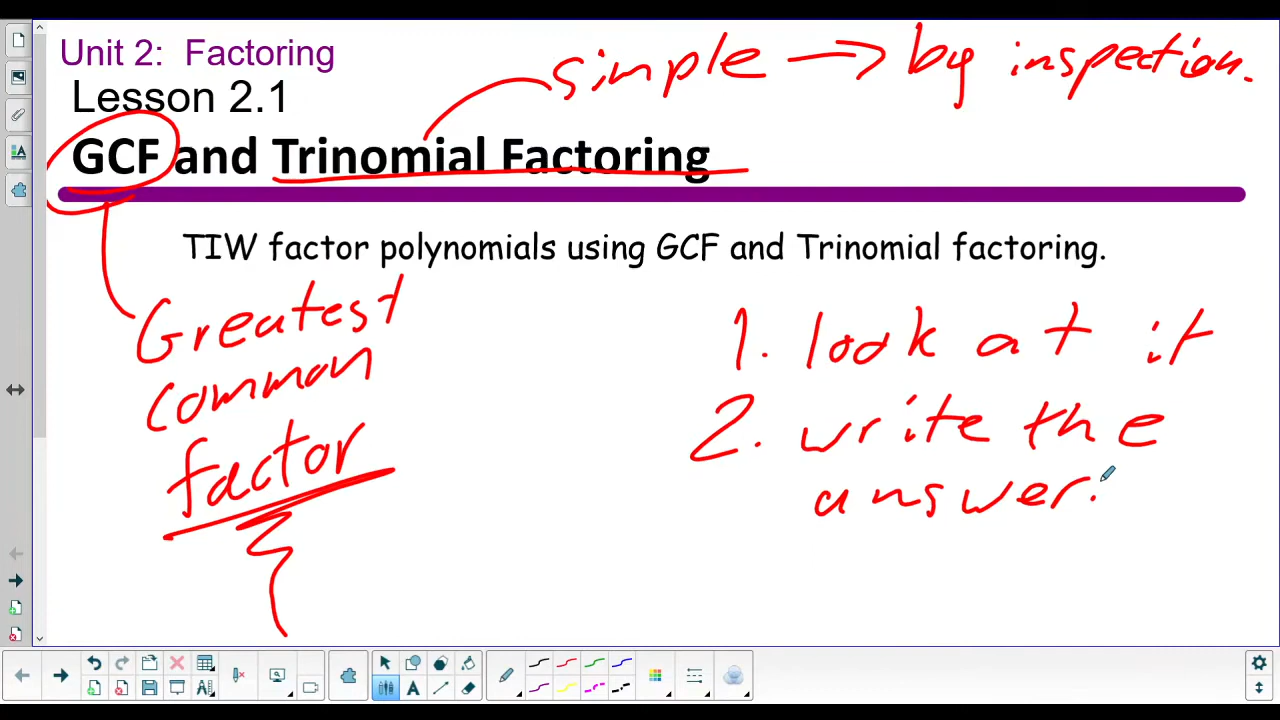 Unit 2: Factoring
simple → by inspection.
Lesson 2.1
GCF and Trinomial Factoring
TIW factor polynomials using GCF and Trinomial factoring.
Greatest
common
factor
1. look at it
2. write the
answer.